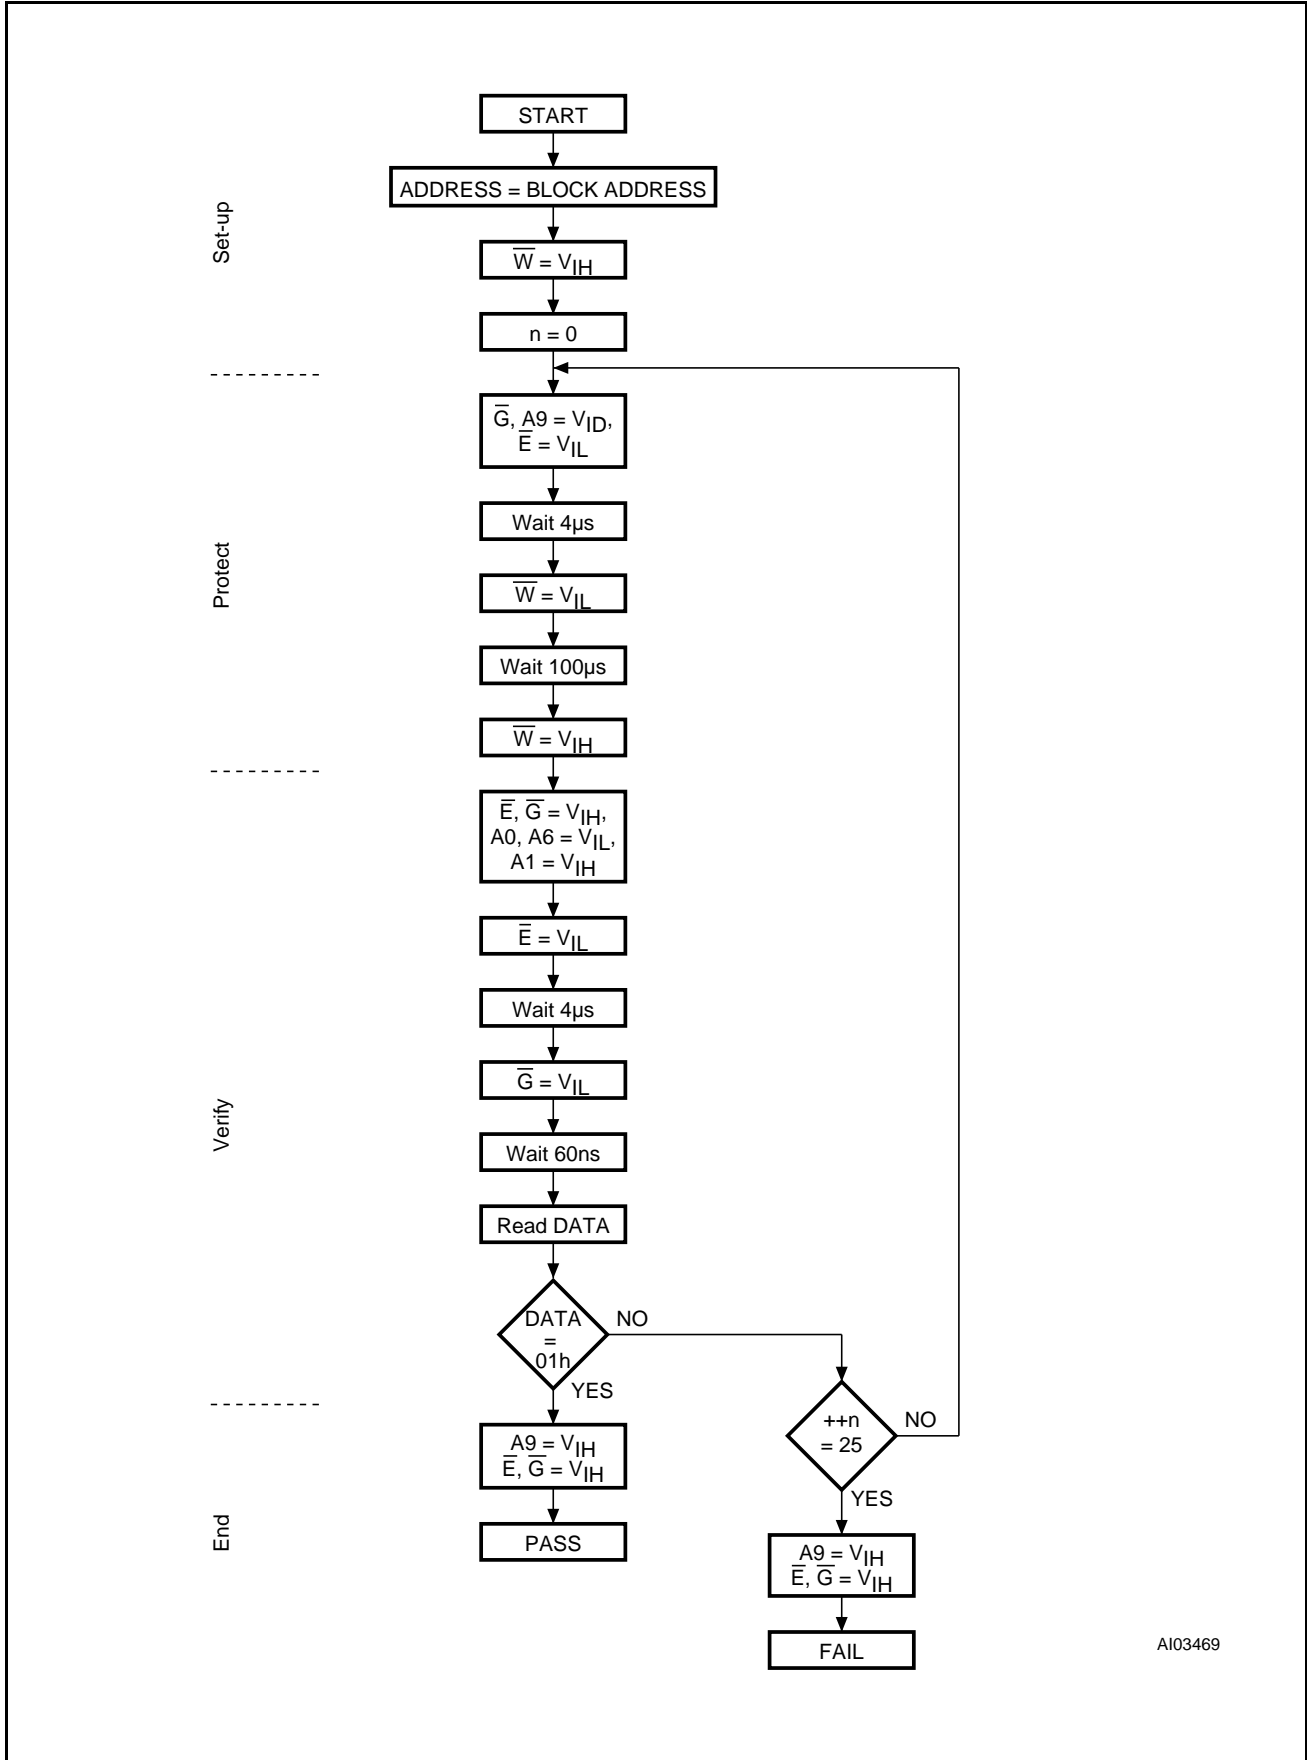 START
ADDRESS = BLOCK ADDRESS
Set-up
W̅ = VIH
n = 0
G̅, A9 = VID,
E̅ = VIL
Wait 4µs
Protect
W̅ = VIL
Wait 100µs
W̅ = VIH
E̅, G̅ = VIH,
A0, A6 = VIL,
A1 = VIH
E̅ = VIL
Wait 4µs
G̅ = VIL
Verify
Wait 60ns
Read DATA
DATA
=
01h
NO
YES
++n
= 25
NO
YES
A9 = VIH
E̅, G̅ = VIH
End
PASS
A9 = VIH
E̅, G̅ = VIH
FAIL
AI03469